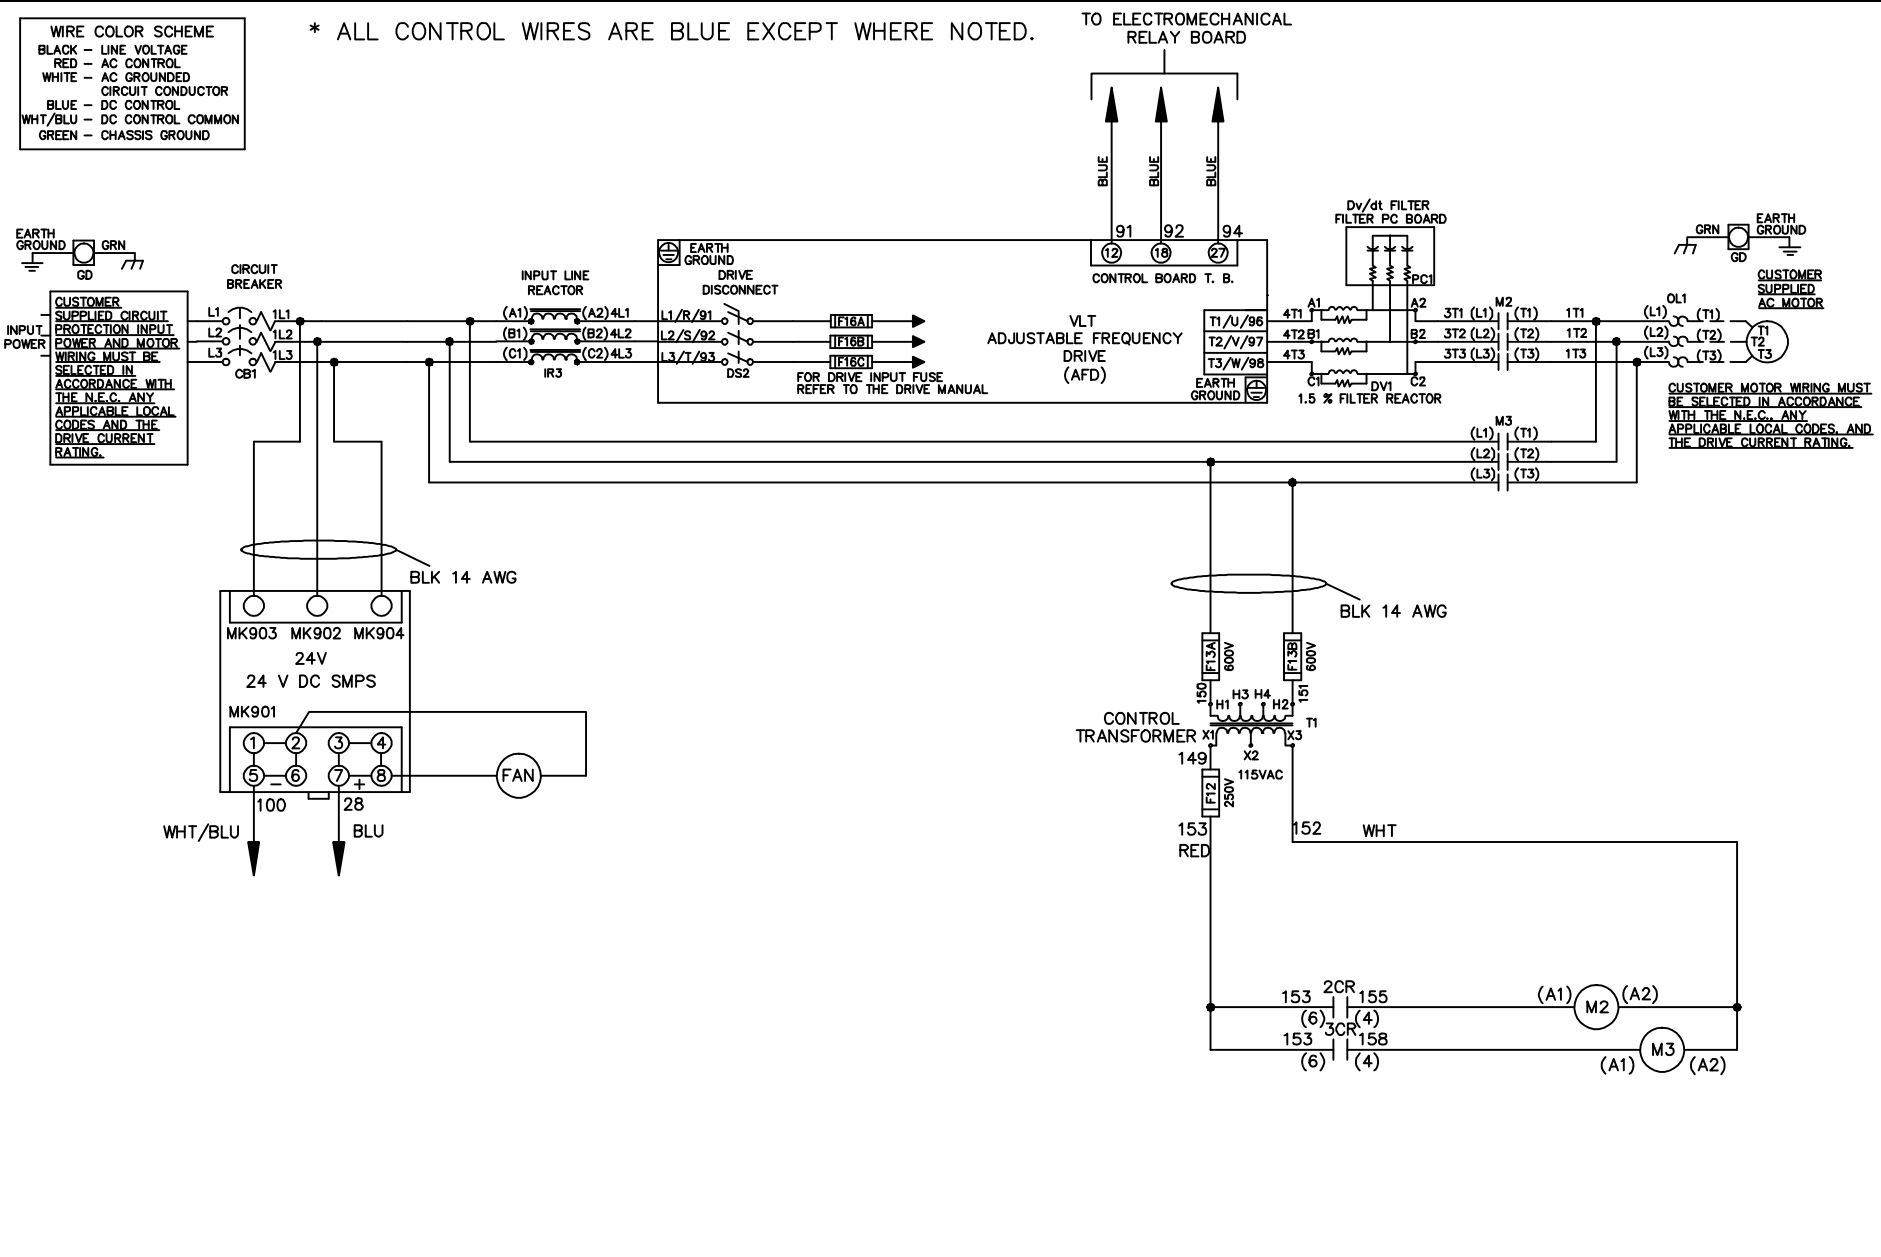 WIRE COLOR SCHEME
BLACK – LINE VOLTAGE
RED – AC CONTROL
WHITE – AC GROUNDED
CIRCUIT CONDUCTOR
BLUE – DC CONTROL
WHT/BLU – DC CONTROL COMMON
GREEN – CHASSIS GROUND
* ALL CONTROL WIRES ARE BLUE EXCEPT WHERE NOTED.
TO ELECTROMECHANICAL
RELAY BOARD
BLUE
BLUE
BLUE
91
92
94
12
18
27
CONTROL BOARD T. B.
EARTH
GROUND
GRN
GD
CUSTOMER
SUPPLIED CIRCUIT
PROTECTION INPUT
POWER AND MOTOR
WIRING MUST BE
SELECTED IN
ACCORDANCE WITH
THE N.E.C. ANY
APPLICABLE LOCAL
CODES AND THE
DRIVE CURRENT
RATING.
INPUT
POWER
CIRCUIT
BREAKER
L1
L2
L3
1L1
1L2
1L3
CB1
INPUT LINE
REACTOR
(A1)
(A2)
4L1
(B1)
(B2)
4L2
(C1)
(C2)
4L3
IR3
EARTH
GROUND
DRIVE
DISCONNECT
L1/R/91
L2/S/92
L3/T/93
DS2
F16A
F16B
F16C
FOR DRIVE INPUT FUSE
REFER TO THE DRIVE MANUAL
VLT
ADJUSTABLE FREQUENCY
DRIVE
(AFD)
T1/U/96
T2/V/97
T3/W/98
EARTH
GROUND
4T1
4T2
4T3
Dv/dt FILTER
FILTER PC BOARD
PC1
A1
A2
B1
B2
C1
C2
DV1
1.5 % FILTER REACTOR
M2
3T1 (L1) (T1) 1T1
3T2 (L2) (T2) 1T2
3T3 (L3) (T3) 1T3
OL1
(L1) (T1)
(L2) (T2)
(L3) (T3)
T1
T2
T3
GRN
EARTH
GROUND
GD
CUSTOMER
SUPPLIED
AC MOTOR
CUSTOMER MOTOR WIRING MUST
BE SELECTED IN ACCORDANCE
WITH THE N.E.C., ANY
APPLICABLE LOCAL CODES, AND
THE DRIVE CURRENT RATING.
M3
(L1) (T1)
(L2) (T2)
(L3) (T3)
BLK 14 AWG
MK903 MK902 MK904
24V
24 V DC SMPS
MK901
1
2
3
4
5
–
6
7
+
8
FAN
100
28
WHT/BLU
BLU
BLK 14 AWG
F13A
600V
F13B
600V
150
151
H1
H3
H4
H2
CONTROL
TRANSFORMER
T1
X1
X2
X3
115VAC
149
F12
250V
153
RED
152
WHT
153
2CR
155
(6)
(4)
(A1)
M2
(A2)
153
3CR
158
(6)
(4)
(A1)
M3
(A2)